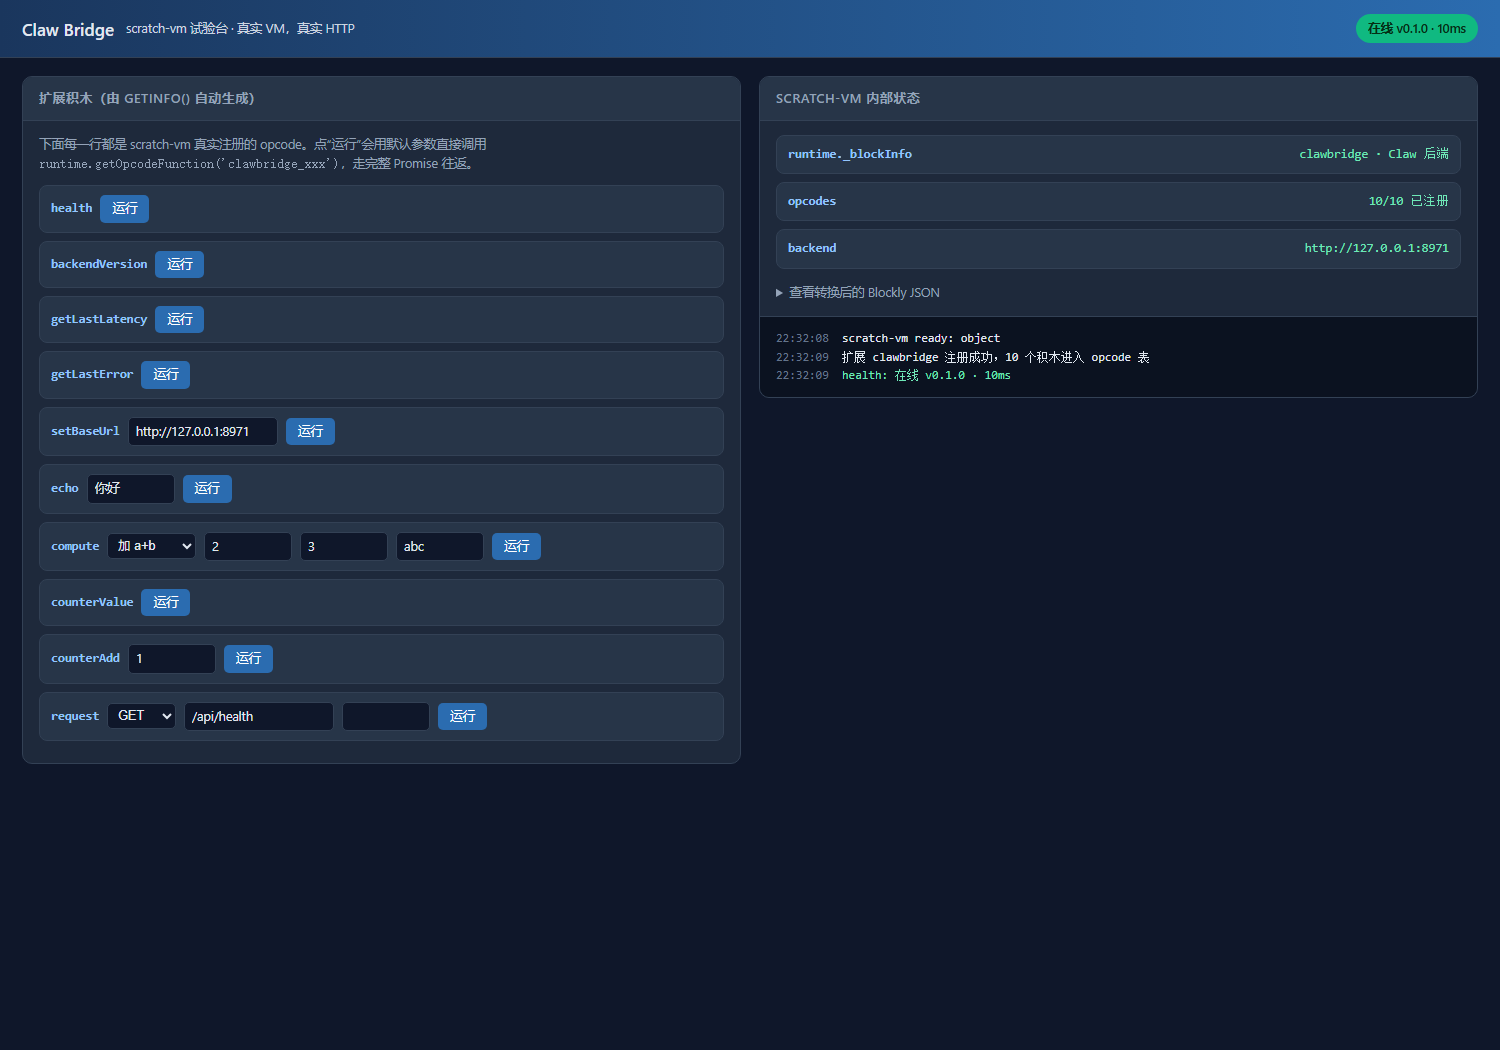 Claw Bridge scratch-vm 试验台 · 真实 VM，真实 HTTP
在线 v0.1.0 · 10ms
扩展积木（由 GETINFO() 自动生成）
下面每一行都是 scratch-vm 真实注册的 opcode。点"运行"会用默认参数直接调用
runtime.getOpcodeFunction('clawbridge_xxx')，走完整 Promise 往返。
health 运行
backendVersion 运行
getLastLatency 运行
getLastError 运行
setBaseUrl http://127.0.0.1:8971 运行
echo 你好 运行
compute 加 a+b 2 3 abc 运行
counterValue 运行
counterAdd 1 运行
request GET /api/health 运行
SCRATCH-VM 内部状态
runtime._blockInfo clawbridge · Claw 后端
opcodes 10/10 已注册
backend http://127.0.0.1:8971
▶ 查看转换后的 Blockly JSON
22:32:08 scratch-vm ready: object
22:32:09 扩展 clawbridge 注册成功，10 个积木进入 opcode 表
22:32:09 health: 在线 v0.1.0 · 10ms